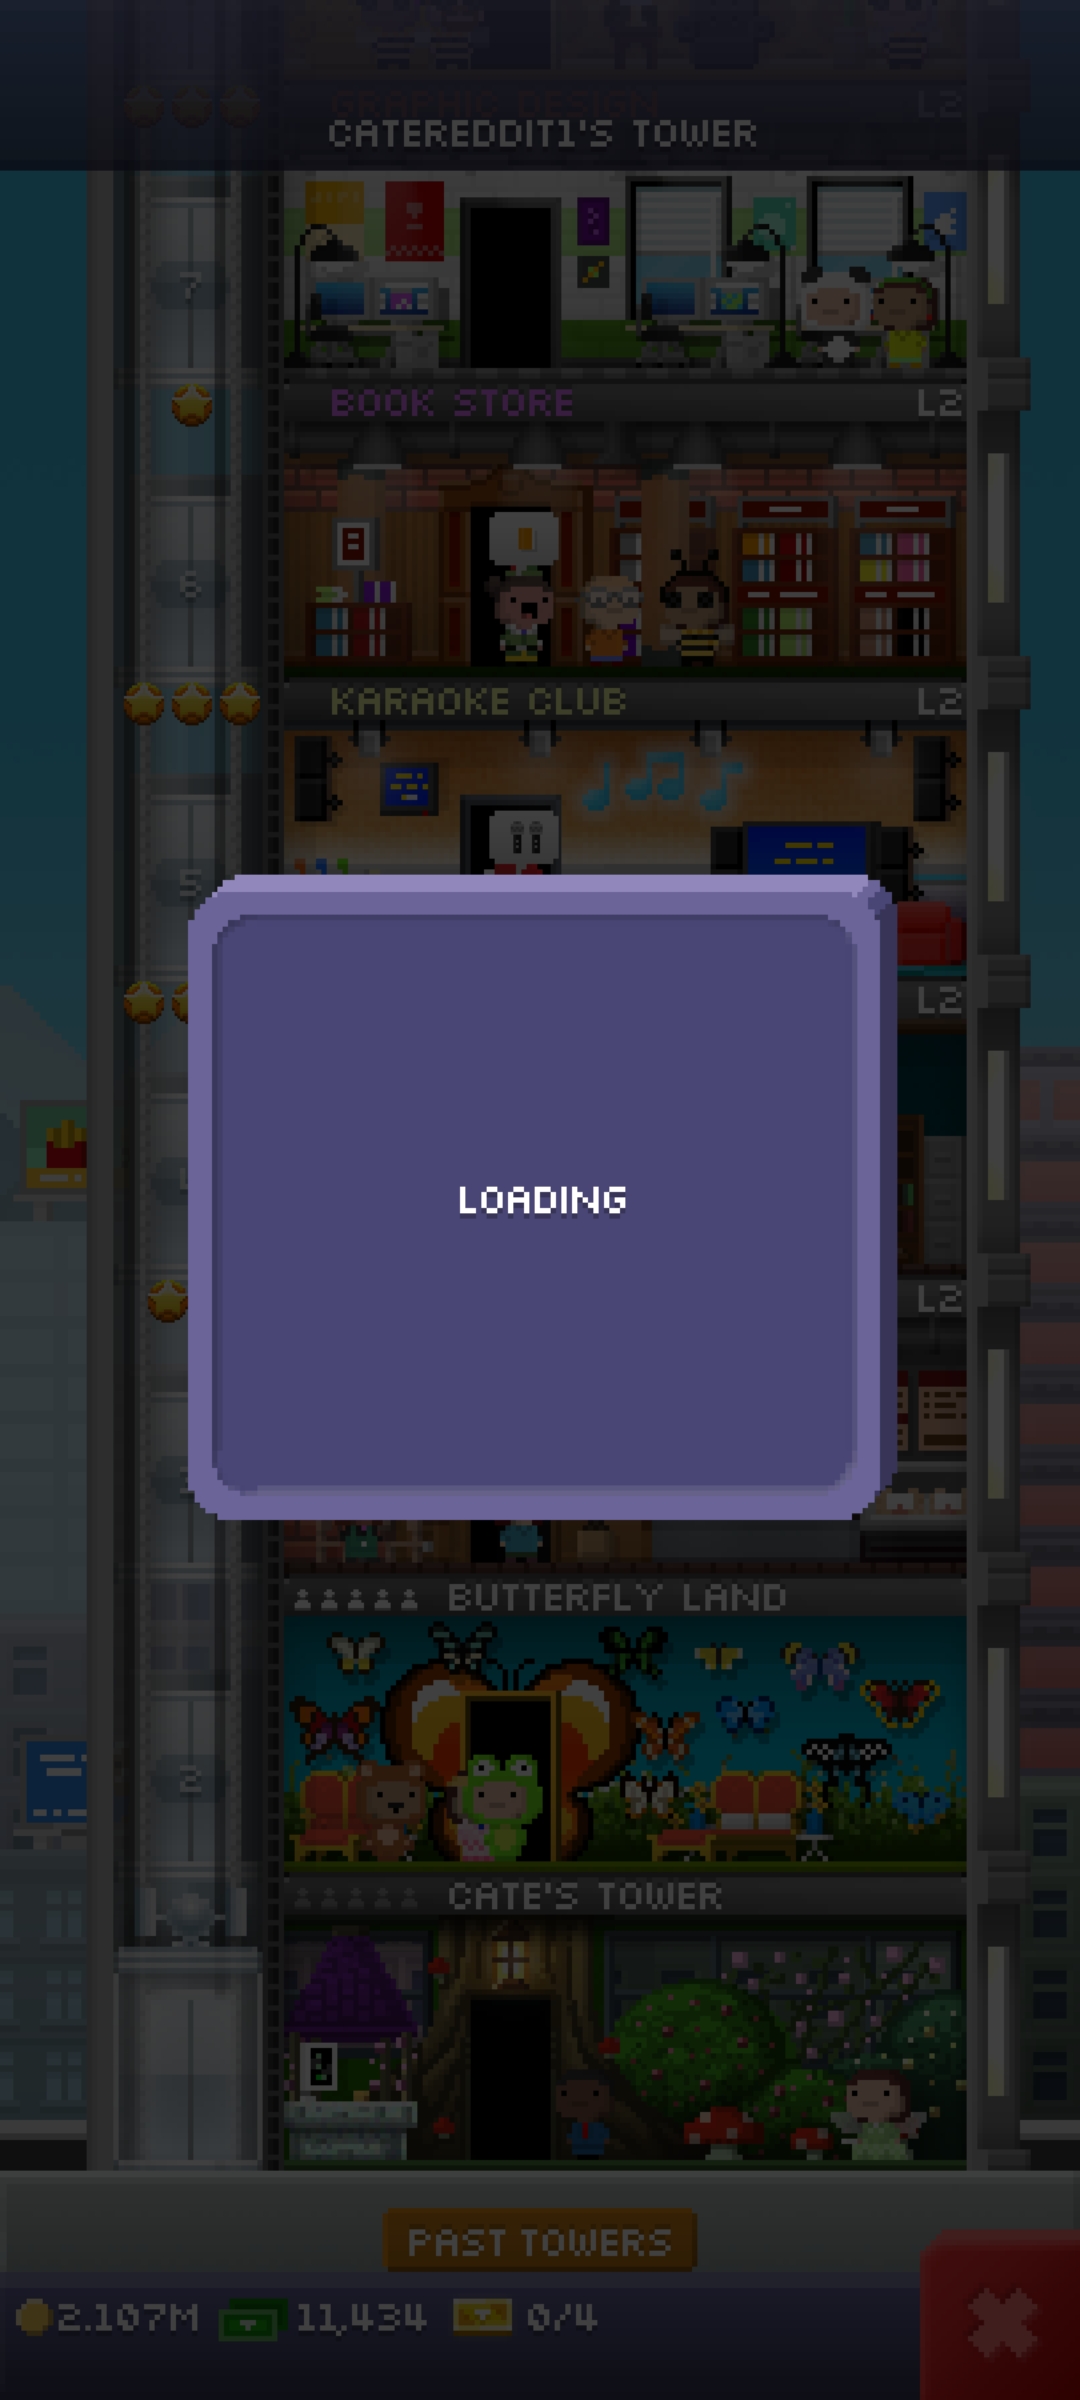 GRAPHIC DESIGN L2
CATEREDDIT1'S TOWER
7
BOOK STORE L2
6
KARAOKE CLUB L2
5
L2
LOADING
L2
BUTTERFLY LAND
2
CATE'S TOWER
PAST TOWERS
2.107M 11,434 0/4